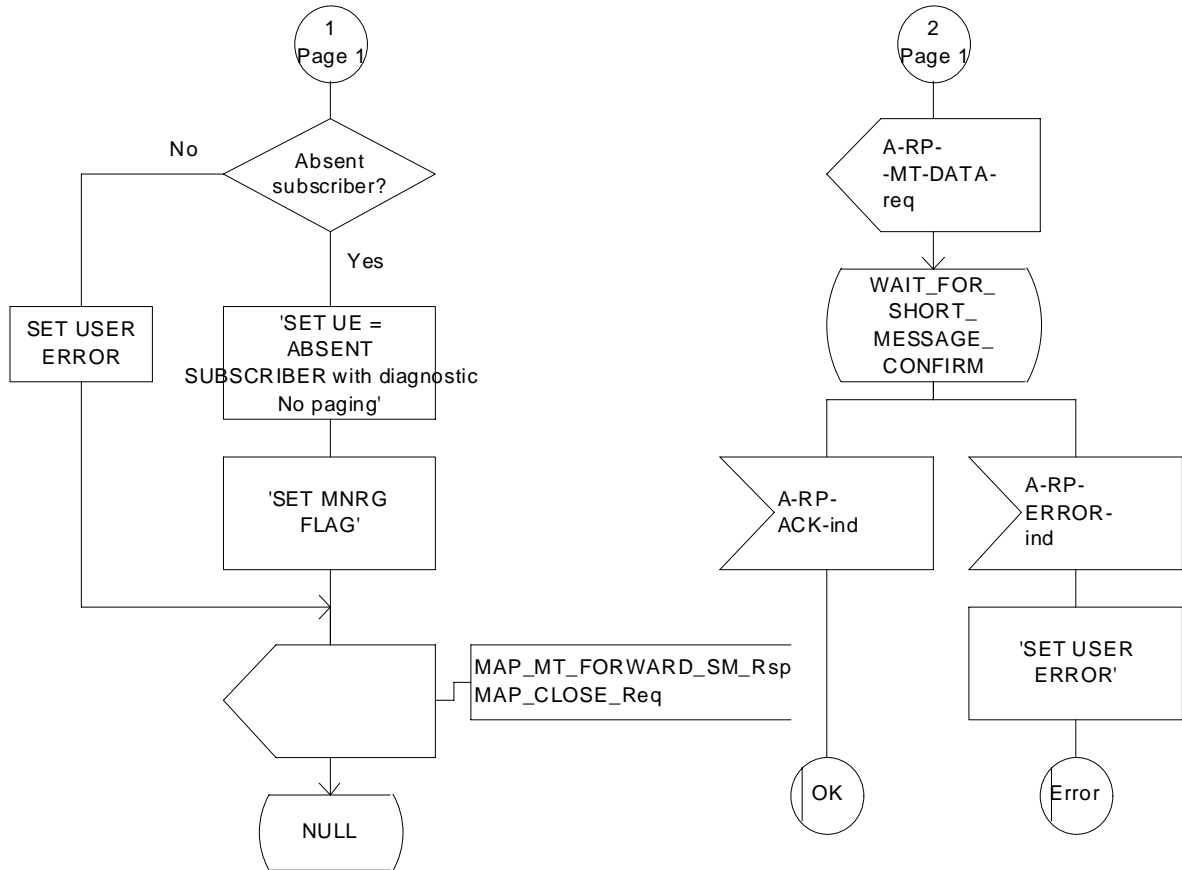 1
Page 1
Absent
subscriber?
No
Yes
SET USER
ERROR
'SET UE =
ABSENT
SUBSCRIBER with diagnostic
No paging'
'SET MNRG
FLAG'
MAP_MT_FORWARD_SM_Rsp
MAP_CLOSE_Req
NULL
2
Page 1
A-RP-
-MT-DATA-
req
WAIT_FOR_
SHORT_
MESSAGE_
CONFIRM
A-RP-
ACK-ind
A-RP-
ERROR-
ind
'SET USER
ERROR'
OK
Error